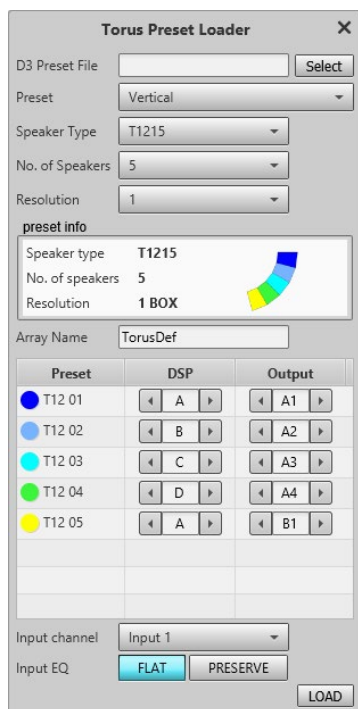 Torus Preset Loader
D3 Preset File Select
Preset Vertical
Speaker Type T1215
No. of Speakers 5
Resolution 1
preset info
Speaker type T1215
No. of speakers 5
Resolution 1 BOX
Array Name TorusDef
Preset DSP Output
T12 01 A A1
T12 02 B A2
T12 03 C A3
T12 04 D A4
T12 05 A B1
Input channel Input 1
Input EQ FLAT PRESERVE
LOAD